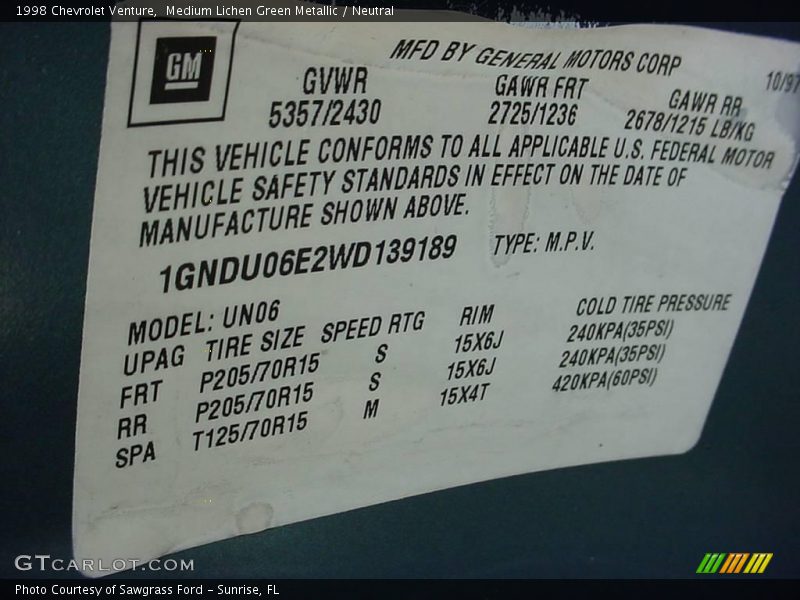 1998 Chevrolet Venture, Medium Lichen Green Metallic / Neutral
GM
MFD BY GENERAL MOTORS CORP
10/97
GVWR GAWR FRT GAWR RR
5357/2430 2725/1236 2678/1215 LB/KG
THIS VEHICLE CONFORMS TO ALL APPLICABLE U.S. FEDERAL MOTOR
VEHICLE SAFETY STANDARDS IN EFFECT ON THE DATE OF
MANUFACTURE SHOWN ABOVE.
1GNDU06E2WD139189 TYPE: M.P.V.
MODEL: UN06
UPAG TIRE SIZE SPEED RTG RIM COLD TIRE PRESSURE
FRT P205/70R15 S 15X6J 240KPA(35PSI)
RR P205/70R15 S 15X6J 240KPA(35PSI)
SPA T125/70R15 M 15X4T 420KPA(60PSI)
GTCARLOT.COM
Photo Courtesy of Sawgrass Ford - Sunrise, FL